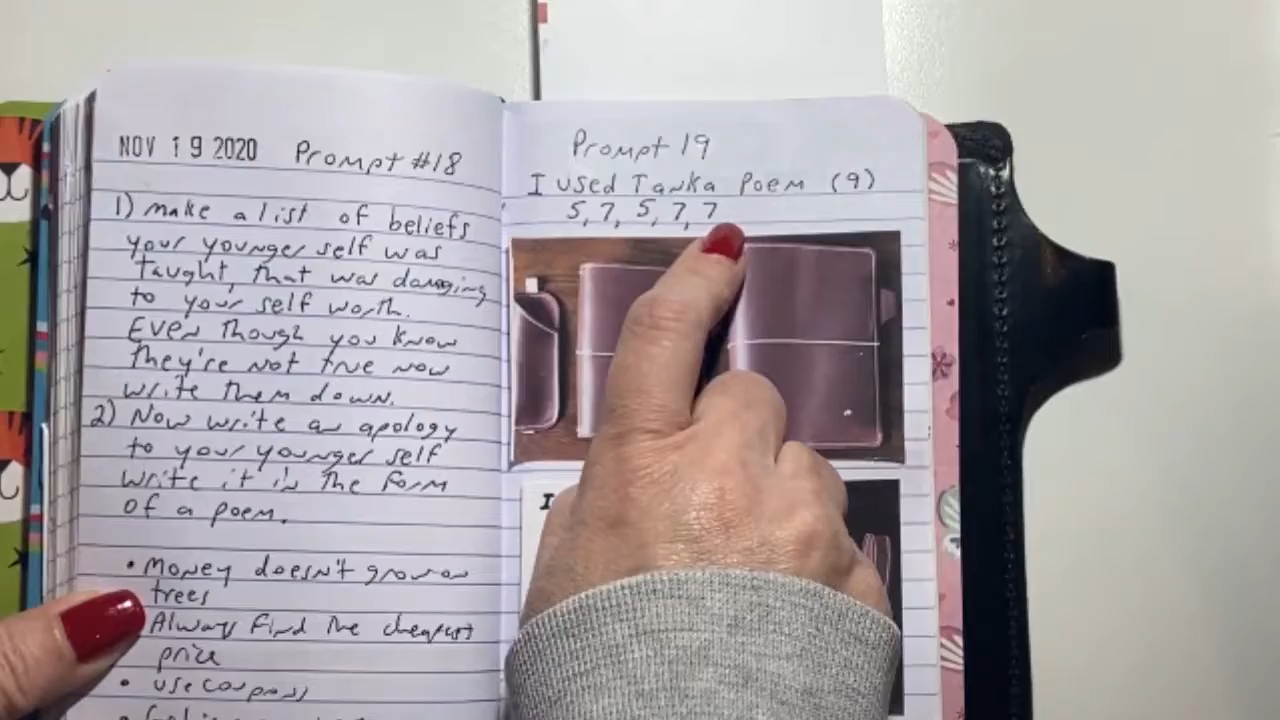 NOV 19 2020 Prompt #18
1) make a list of beliefs
your younger self was
taught, that was damaging
to your self worth.
Even though you know
they're not true now
write them down.
2) Now write an apology
to your younger self
write it in the form
of a poem.
• Money doesn't grow on
trees
Always find the cheapest
price
• use coupons
Prompt 19
I used Tanka Poem (9)
5, 7, 5, 7, 7
I